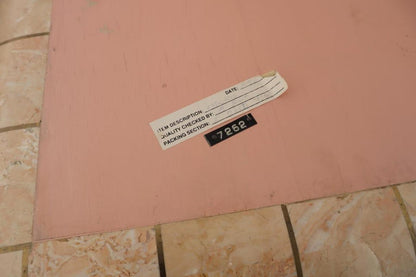 DATE:
ITEM DESCRIPTION:
QUALITY CHECKED BY:
PACKING SECTION:
7262